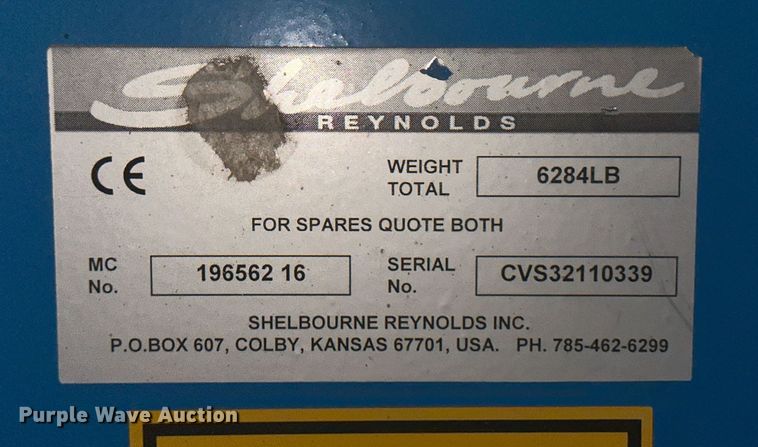 Shelbourne
REYNOLDS
CE
WEIGHT TOTAL 6284LB
FOR SPARES QUOTE BOTH
MC No. 196562 16 SERIAL No. CVS32110339
SHELBOURNE REYNOLDS INC.
P.O.BOX 607, COLBY, KANSAS 67701, USA. PH. 785-462-6299
Purple Wave Auction